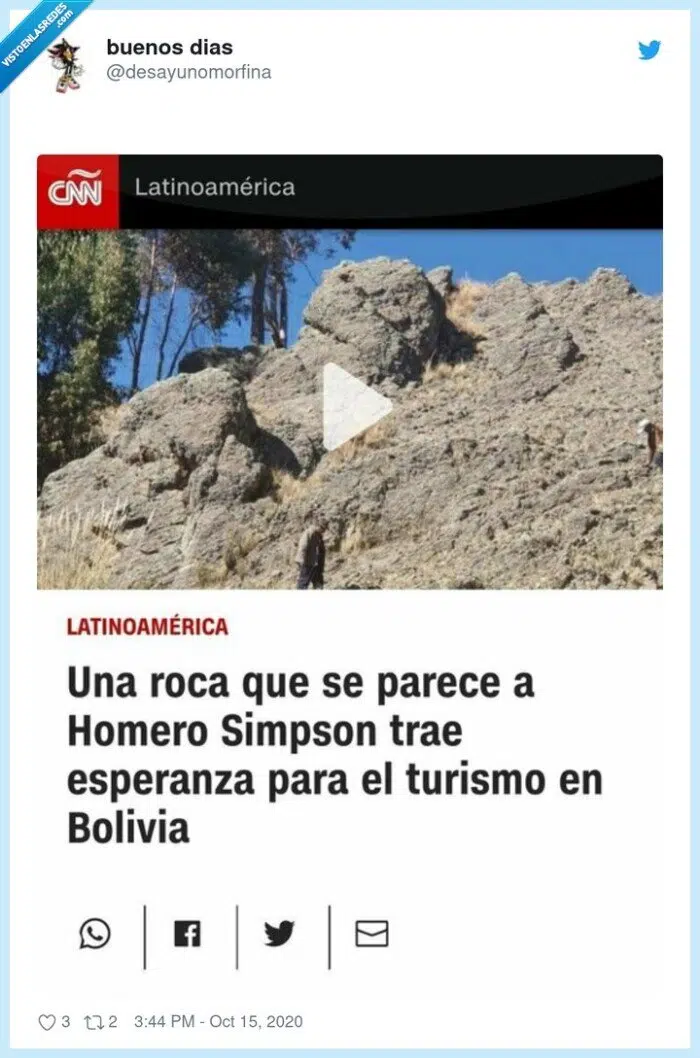 VISTOENLASREDES
.com
buenos dias
@desayunomorfina
CNN Latinoamérica
LATINOAMÉRICA
Una roca que se parece a
Homero Simpson trae
esperanza para el turismo en
Bolivia
3 2 3:44 PM - Oct 15, 2020